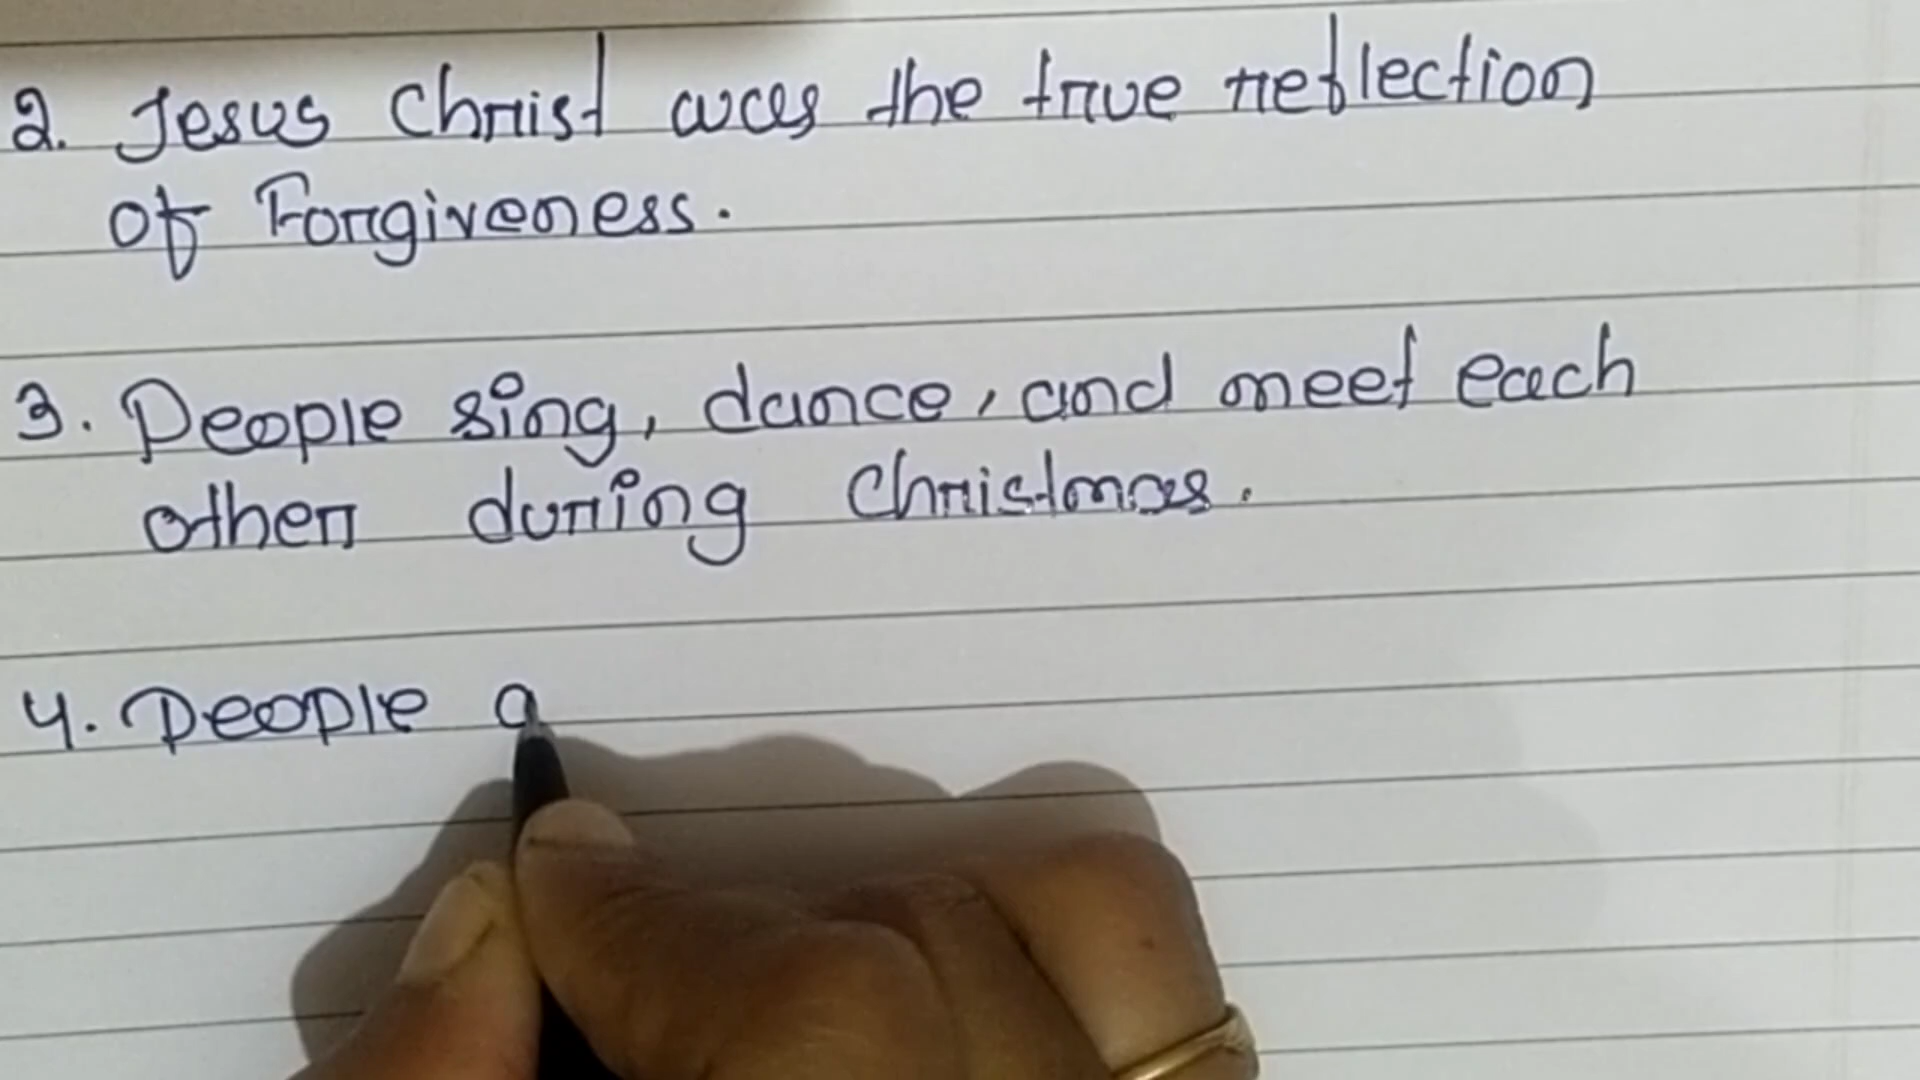 2. Jesus Christ was the true reflection
of Forgiveness.
3. People sing, dance, and meet each
other during Christmas.
4. People